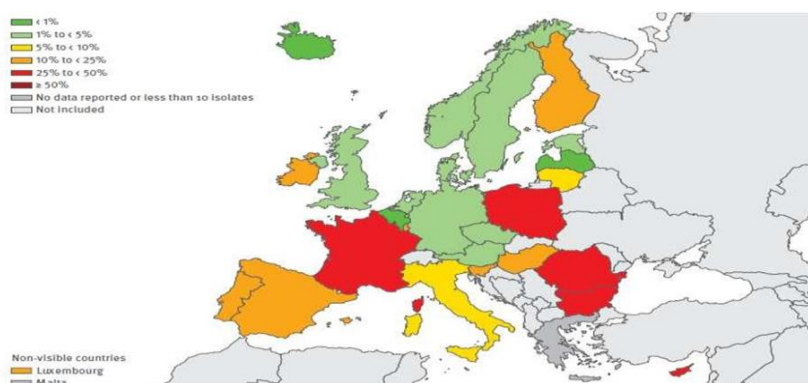 < 1%
1% to < 5%
5% to < 10%
10% to < 25%
25% to < 50%
≥ 50%
No data reported or less than 10 isolates
Not included
Non-visible countries
Luxembourg
Malta